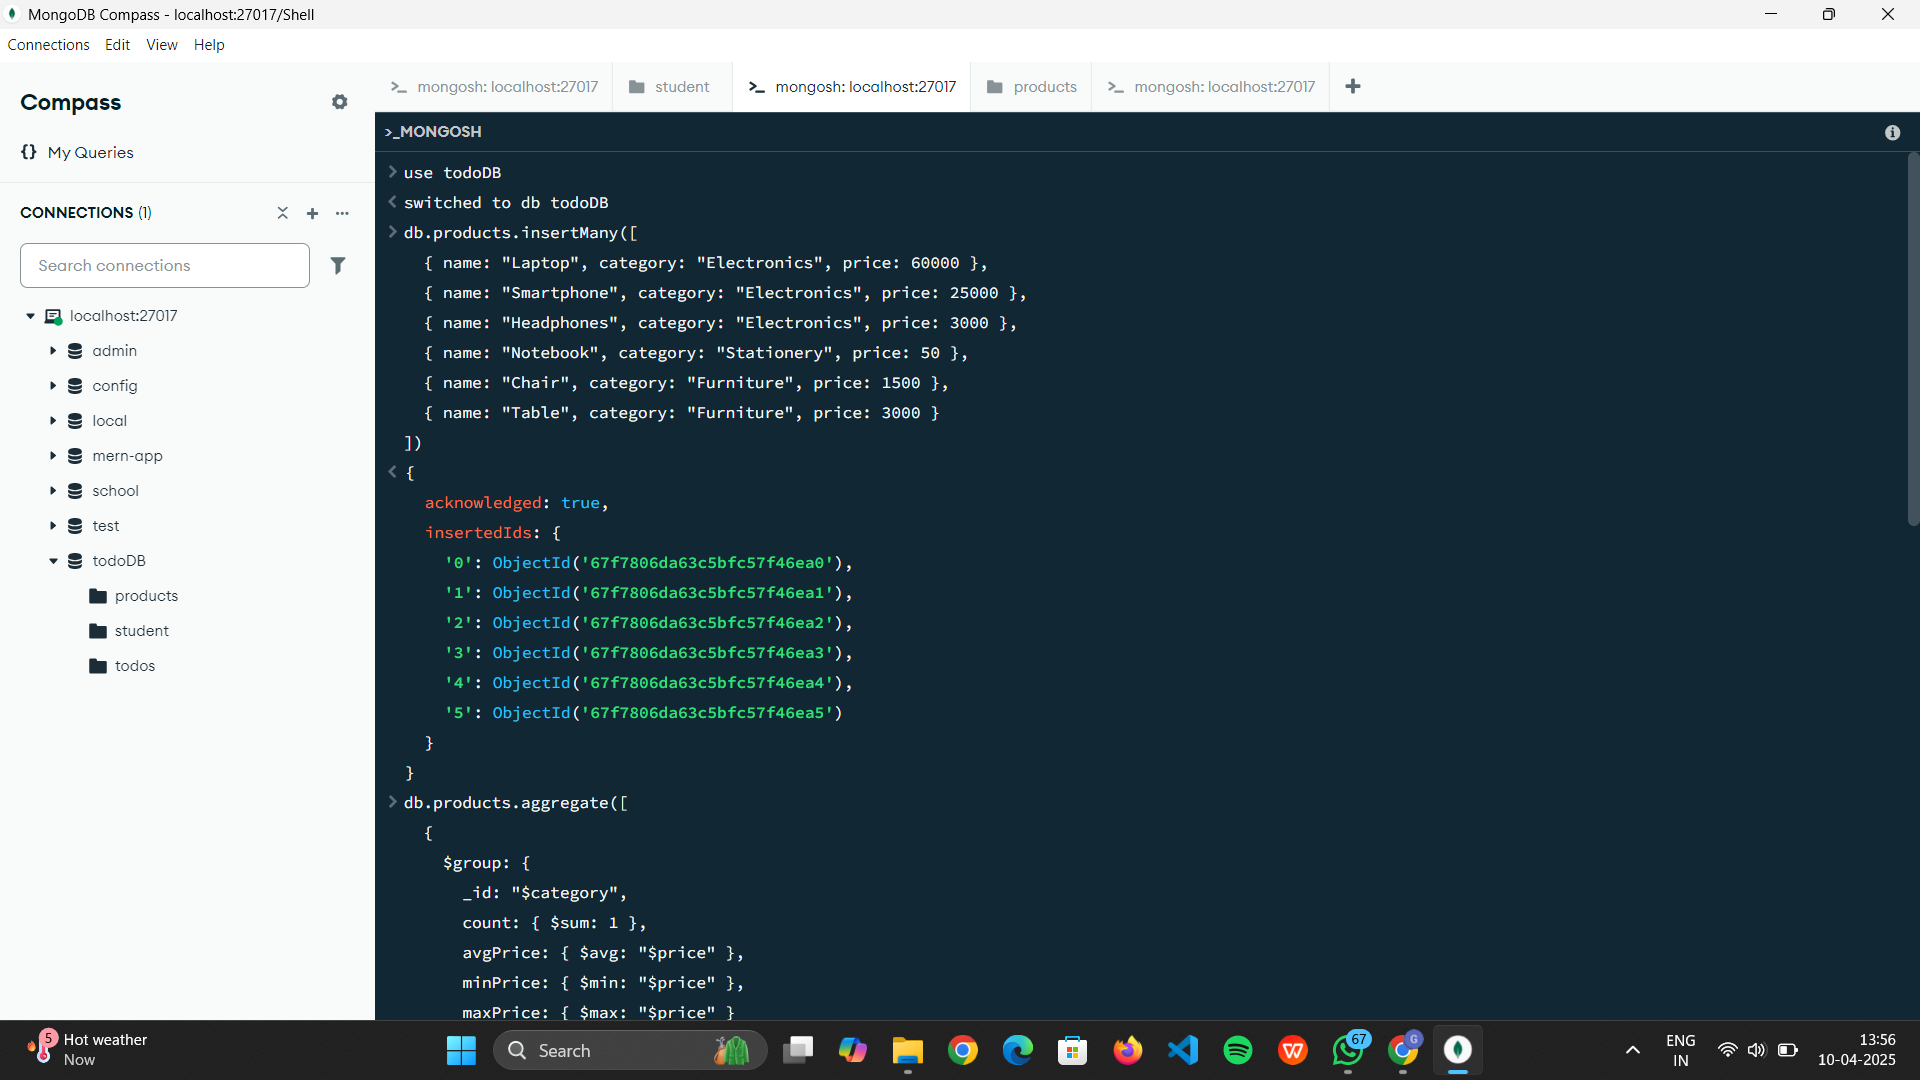 MongoDB Compass - localhost:27017/Shell
Connections Edit View Help
Compass
My Queries
CONNECTIONS (1)
Search connections
localhost:27017
admin
config
local
mern-app
school
test
todoDB
products
student
todos
mongosh: localhost:27017
student
mongosh: localhost:27017
products
mongosh: localhost:27017
>_MONGOSH
> use todoDB
< switched to db todoDB
> db.products.insertMany([
{ name: "Laptop", category: "Electronics", price: 60000 },
{ name: "Smartphone", category: "Electronics", price: 25000 },
{ name: "Headphones", category: "Electronics", price: 3000 },
{ name: "Notebook", category: "Stationery", price: 50 },
{ name: "Chair", category: "Furniture", price: 1500 },
{ name: "Table", category: "Furniture", price: 3000 }
])
< {
acknowledged: true,
insertedIds: {
'0': ObjectId('67f7806da63c5bfc57f46ea0'),
'1': ObjectId('67f7806da63c5bfc57f46ea1'),
'2': ObjectId('67f7806da63c5bfc57f46ea2'),
'3': ObjectId('67f7806da63c5bfc57f46ea3'),
'4': ObjectId('67f7806da63c5bfc57f46ea4'),
'5': ObjectId('67f7806da63c5bfc57f46ea5')
}
}
> db.products.aggregate([
{
$group: {
_id: "$category",
count: { $sum: 1 },
avgPrice: { $avg: "$price" },
minPrice: { $min: "$price" },
maxPrice: { $max: "$price" }
5
Hot weather
Now
Search
67
G
ENG
IN
13:56
10-04-2025